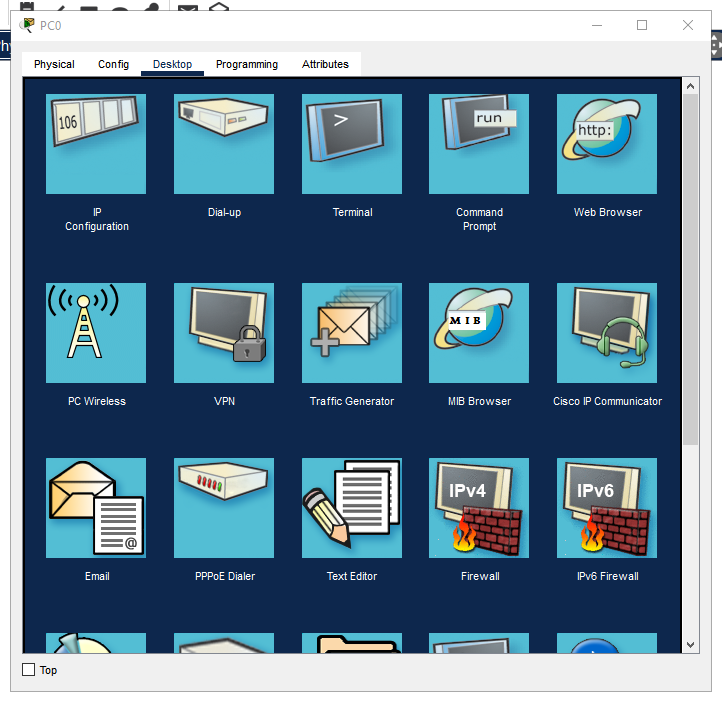 PC0
Physical
Config
Desktop
Programming
Attributes
106
>
run
http:
IP
Configuration
Dial-up
Terminal
Command
Prompt
Web Browser
MIB
PC Wireless
VPN
Traffic Generator
MIB Browser
Cisco IP Communicator
@
IPv4
IPv6
Email
PPPoE Dialer
Text Editor
Firewall
IPv6 Firewall
Top